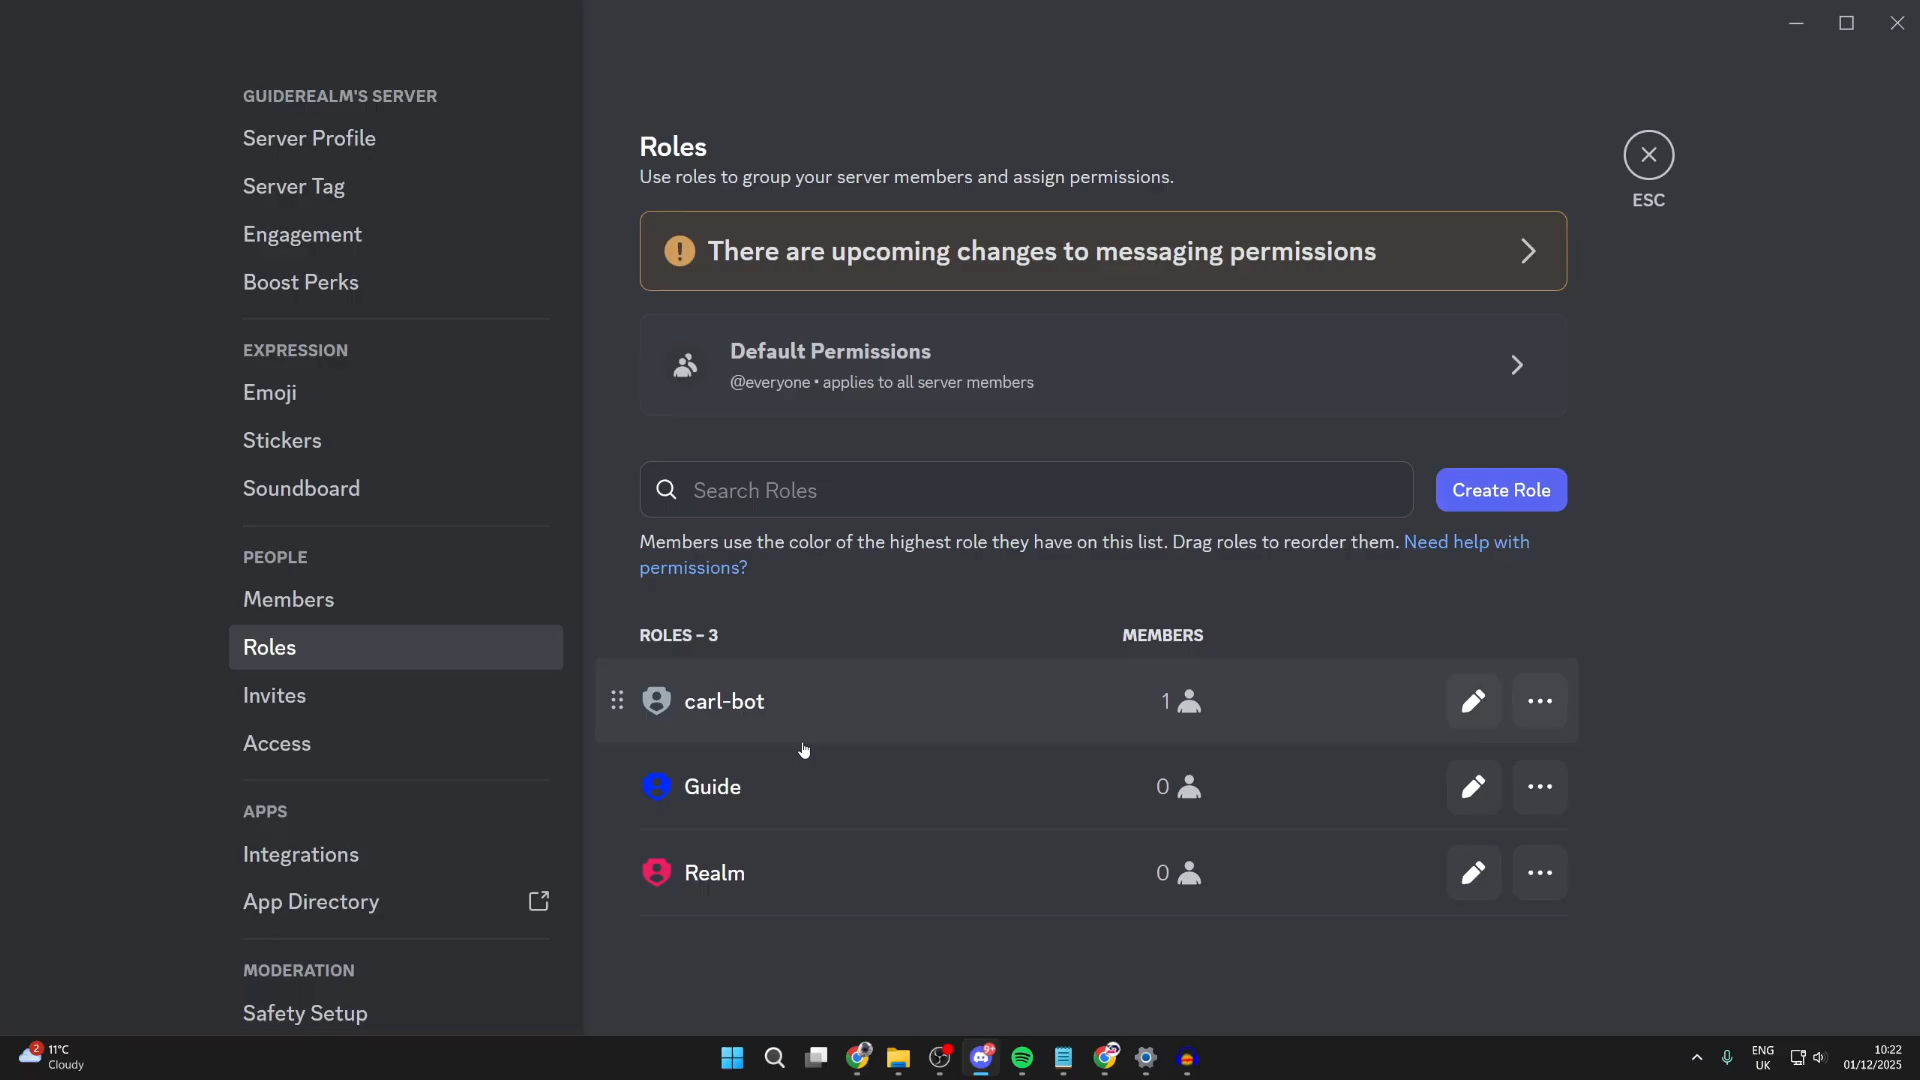 GUIDEREALM'S SERVER
Server Profile
Server Tag
Engagement
Boost Perks
EXPRESSION
Emoji
Stickers
Soundboard
PEOPLE
Members
Roles
Invites
Access
APPS
Integrations
App Directory
MODERATION
Safety Setup
Roles
Use roles to group your server members and assign permissions.
ESC
There are upcoming changes to messaging permissions
Default Permissions
@everyone • applies to all server members
Search Roles
Create Role
Members use the color of the highest role they have on this list. Drag roles to reorder them. Need help with
permissions?
ROLES – 3 MEMBERS
carl-bot 1
Guide 0
Realm 0
2 11°C
Cloudy
9+
ENG
UK
10:22
01/12/2025